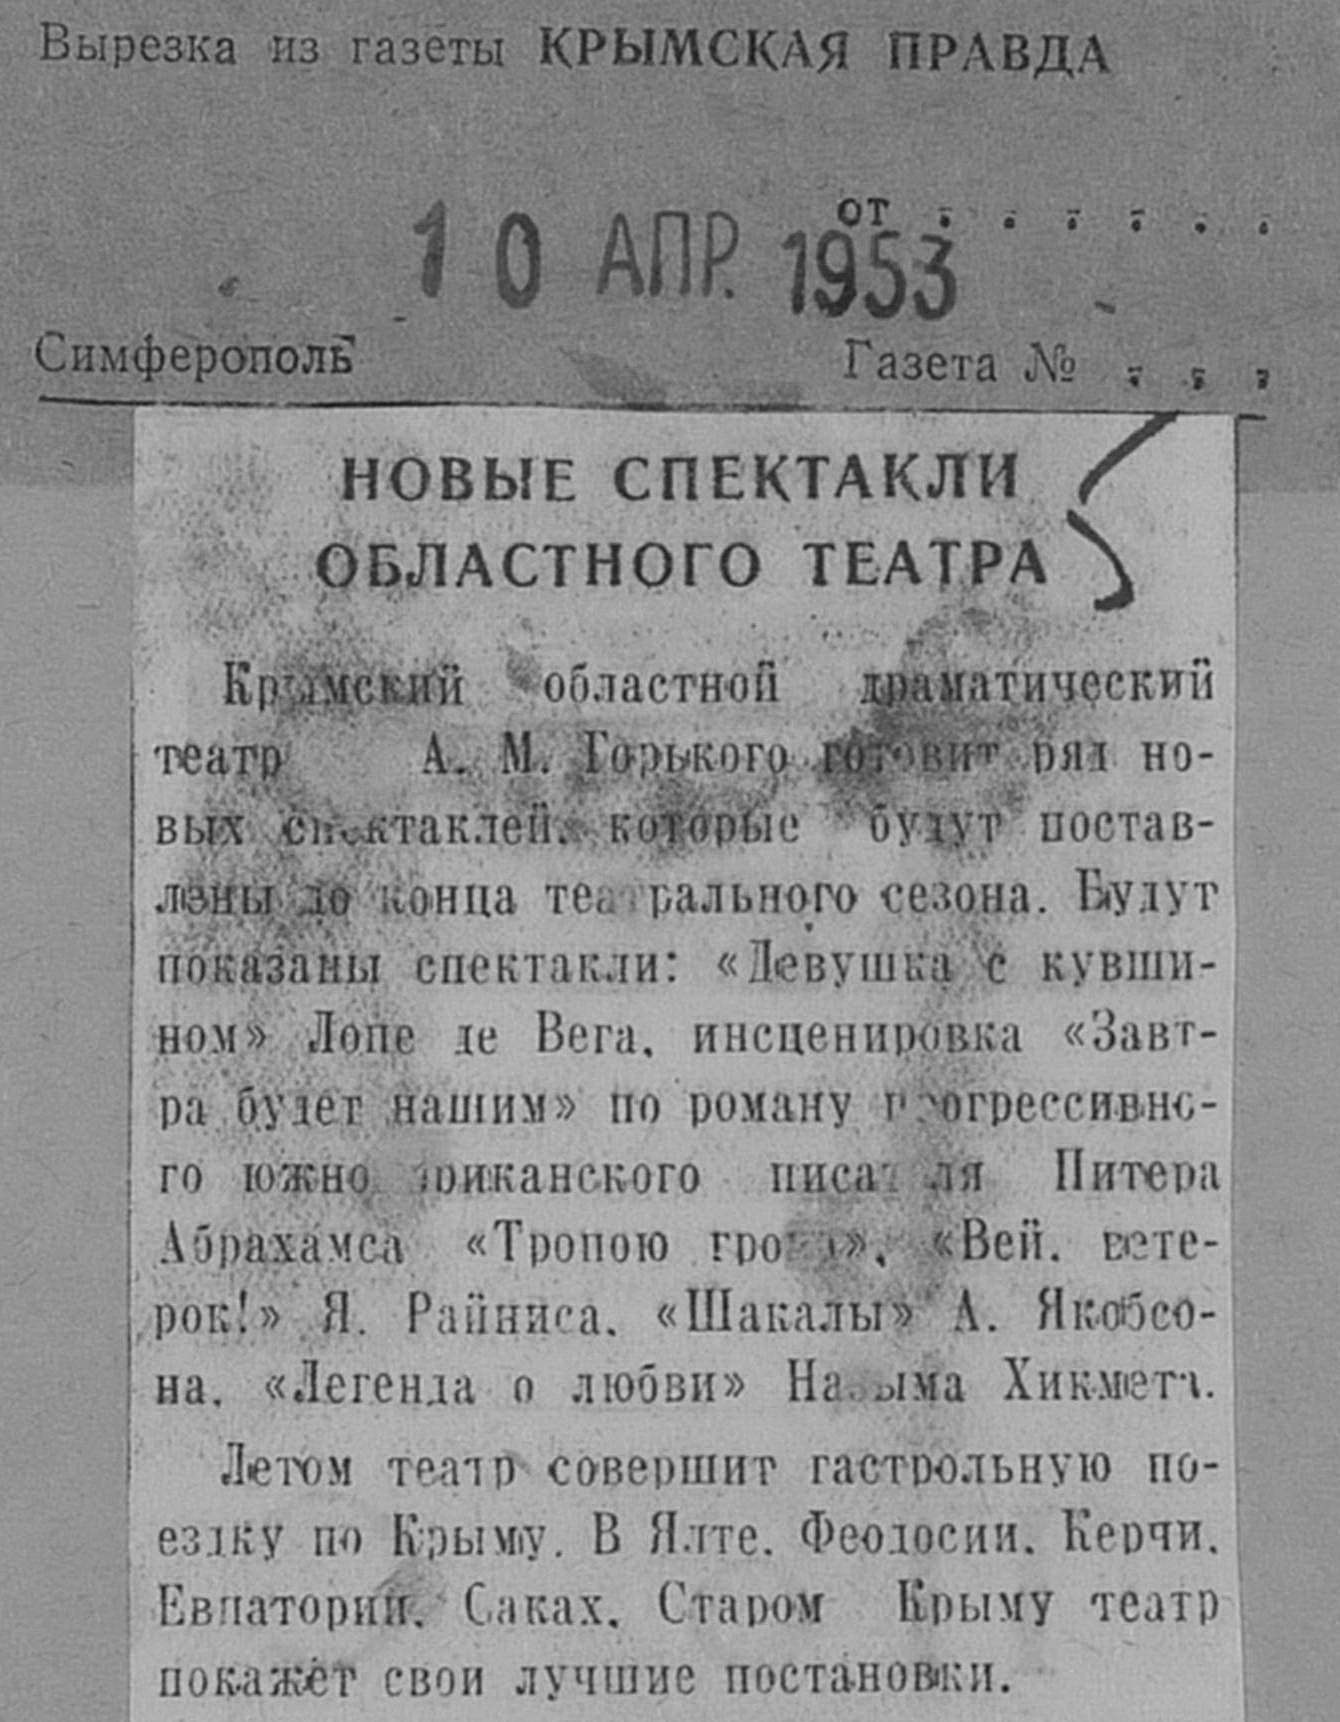 Вырезка из газеты КРЫМСКАЯ ПРАВДА
от . . . . . .
10 АПР. 1953
Симферополь Газета № . . .
НОВЫЕ СПЕКТАКЛИ
ОБЛАСТНОГО ТЕАТРА
Крымский областной драматический
театр А. М. Горького готовит ряд но-
вых спектаклей, которые будут постав-
лены до конца театрального сезона. Будут
показаны спектакли: «Девушка с кувши-
ном» Лопе де Вега, инсценировка «Завт-
ра будет нашим» по роману прогрессивно-
го южноафриканского писателя Питера
Абрахамса «Тропою грома», «Вей, вете-
рок!» Я. Райниса, «Шакалы» А. Якобсо-
на, «Легенда о любви» Назыма Хикмета.
Летом театр совершит гастрольную по-
ездку по Крыму. В Ялте, Феодосии, Керчи,
Евпатории, Саках, Старом Крыму театр
покажет свои лучшие постановки.